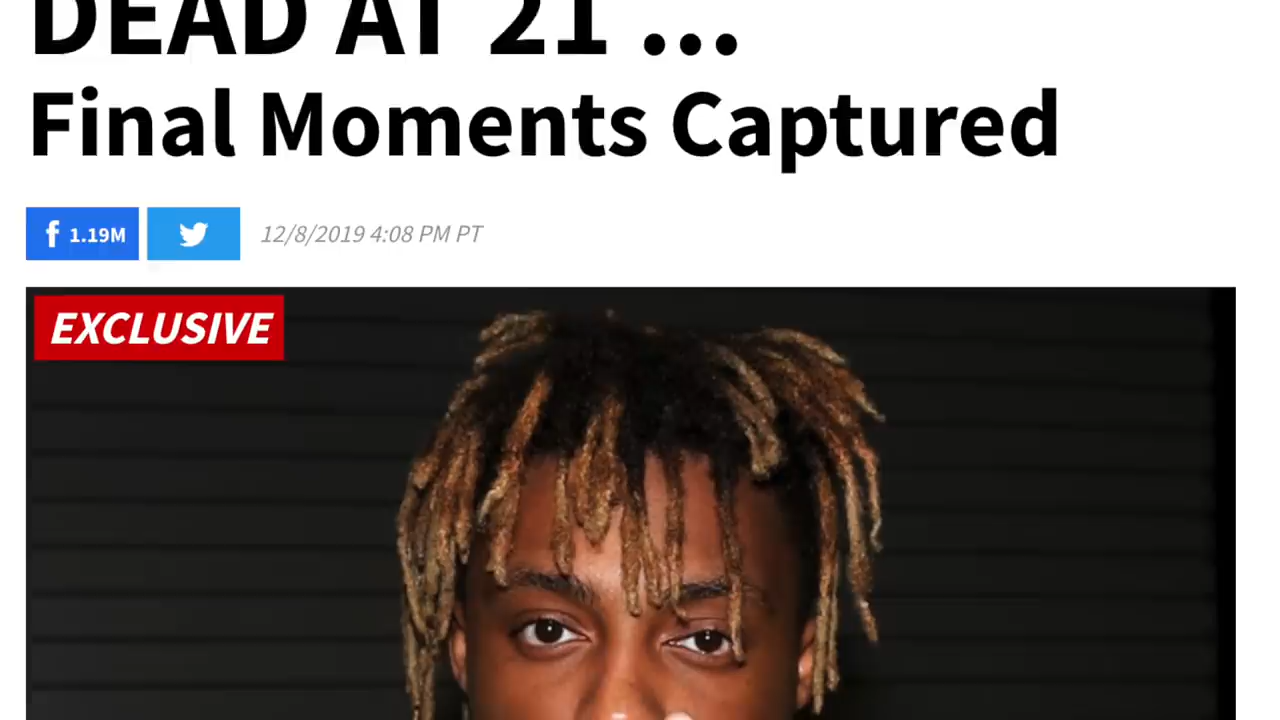 DEAD AT 21 ...
Final Moments Captured
f 1.19M
12/8/2019 4:08 PM PT
EXCLUSIVE